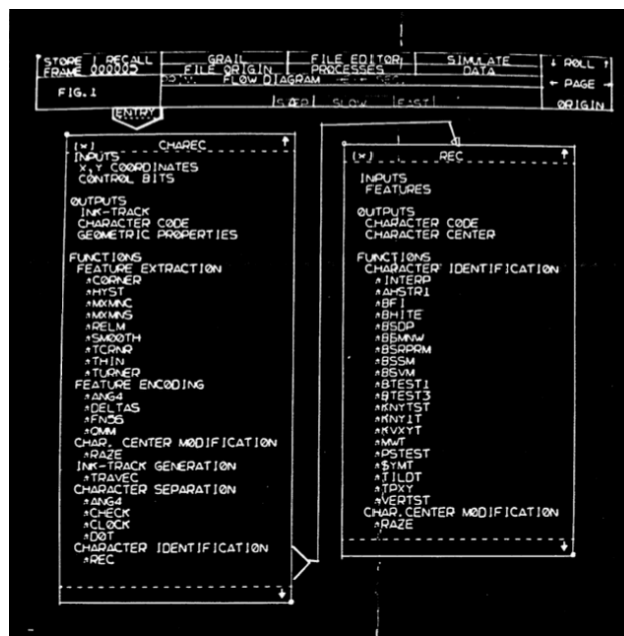 STORE | RECALL GRAIL FILE EDITOR SIMULATE ↓ ROLL ↑
FRAME 000005 FILE ORIGIN PROCESSES DATA
FIG.1 FLOW DIAGRAM ← PAGE →
STEP SLOW FAST ORIGIN
ENTRY
(*) CHAREC ↑
INPUTS
X,Y COORDINATES
CONTROL BITS
OUTPUTS
INK-TRACK
CHARACTER CODE
GEOMETRIC PROPERTIES
FUNCTIONS
FEATURE EXTRACTION
*CORNER
*HYST
*MXMNC
*MXMNS
*RELM
*SMOOTH
*TCRNR
*THIN
*TURNER
FEATURE ENCODING
*ANG4
*DELTAS
*FN56
*OMM
CHAR. CENTER MODIFICATION
*RAZE
INK-TRACK GENERATION
*TRAVEC
CHARACTER SEPARATION
*ANG4
*CHECK
*CLOCK
*DOT
CHARACTER IDENTIFICATION
*REC
↓
(*) REC ↑
INPUTS
FEATURES
OUTPUTS
CHARACTER CODE
CHARACTER CENTER
FUNCTIONS
CHARACTER IDENTIFICATION
*INTERP
*AHSTR1
*BFI
*BHITE
*BSDP
*BSMNW
*BSRPRM
*BSSM
*BSVM
*BTEST1
*BTEST3
*KNYTST
*KNY1T
*KVXYT
*MWT
*PSTEST
*SYMT
*TILDT
*TPXY
*VERTST
CHAR.CENTER MODIFICATION
*RAZE
↓